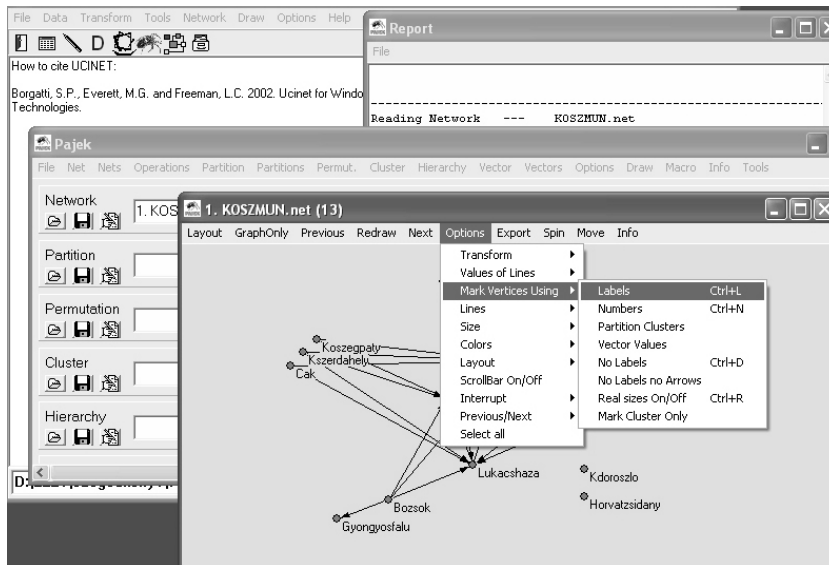 File Data Transform Tools Network Draw Options Help
D
How to cite UCINET:
Borgatti, S.P., Everett, M.G. and Freeman, L.C. 2002. Ucinet for Windo
Technologies.
Report
File
Reading Network --- KOSZMUN.net
Pajek
File Net Nets Operations Partition Partitions Permut. Cluster Hierarchy Vector Vectors Options Draw Macro Info Tools
Network
1. KOS
Partition
Permutation
Cluster
Hierarchy
1. KOSZMUN.net (13)
Layout GraphOnly Previous Redraw Next Options Export Spin Move Info
Transform
Values of Lines
Mark Vertices Using
Lines
Size
Colors
Layout
ScrollBar On/Off
Interrupt
Previous/Next
Select all
Labels Ctrl+L
Numbers Ctrl+N
Partition Clusters
Vector Values
No Labels Ctrl+D
No Labels no Arrows
Real sizes On/Off Ctrl+R
Mark Cluster Only
Koszegpaty
Kszerdahely
Cak
Lukacshaza
Kdoroszlo
Horvatzsidany
Bozsok
Gyongyosfalu